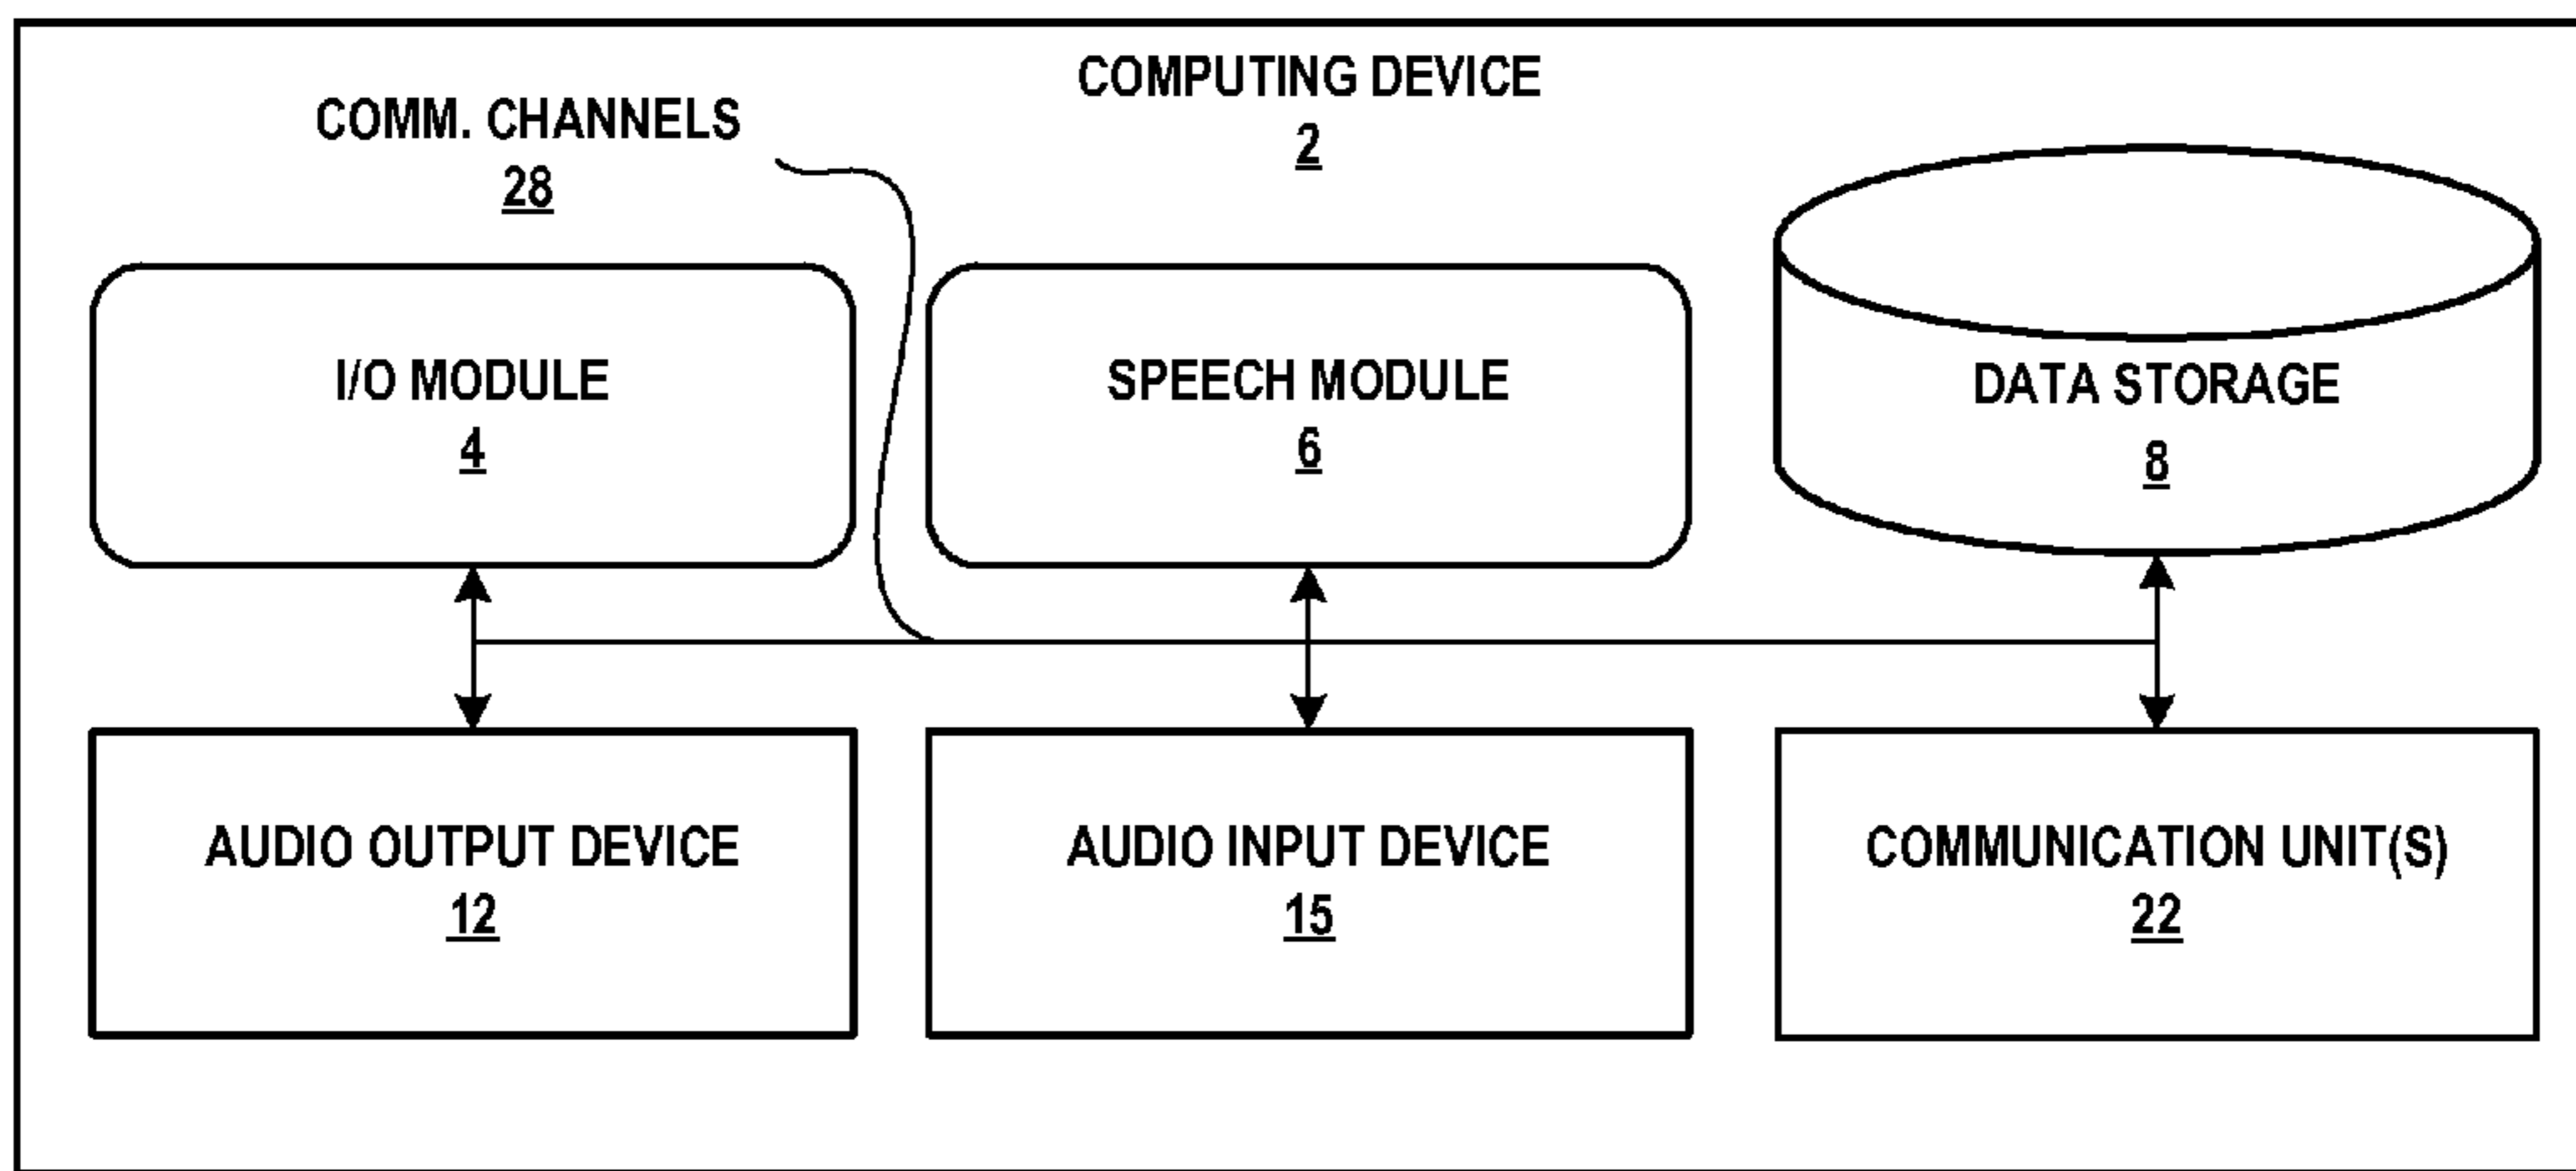 COMPUTING DEVICE
2
COMM. CHANNELS
28
I/O MODULE
4
SPEECH MODULE
6
DATA STORAGE
8
AUDIO OUTPUT DEVICE
12
AUDIO INPUT DEVICE
15
COMMUNICATION UNIT(S)
22